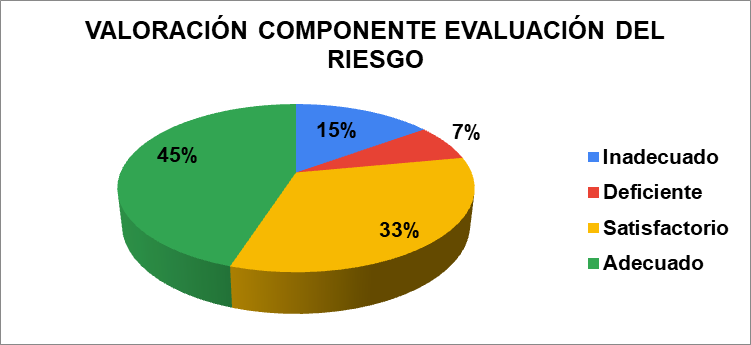 VALORACIÓN COMPONENTE EVALUACIÓN DEL
RIESGO
15%
7%
45%
33%
Inadecuado
Deficiente
Satisfactorio
Adecuado